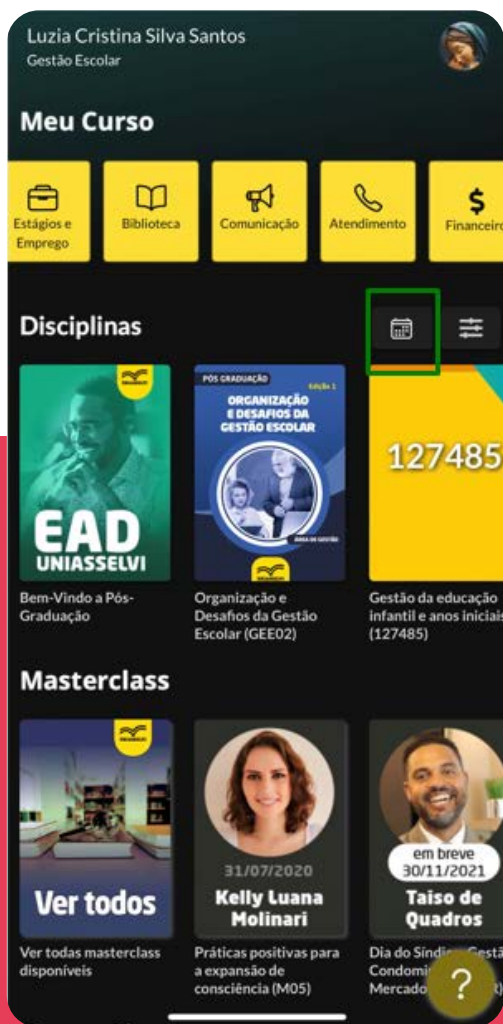 Luzia Cristina Silva Santos
Gestão Escolar
Meu Curso
Estágios e
Emprego
Biblioteca
Comunicação
Atendimento
$
Financeiro
Disciplinas
PÓS GRADUAÇÃO
Edição 1
ORGANIZAÇÃO
E DESAFIOS DA
GESTÃO ESCOLAR
ÁREA DE GESTÃO
127485
EAD
UNIASSELVI
Bem-Vindo a Pós-
Graduação
Organização e
Desafios da Gestão
Escolar (GEE02)
Gestão da educação
infantil e anos iniciais
(127485)
Masterclass
Ver todos
31/07/2020
Kelly Luana
Molinari
em breve
30/11/2021
Taiso de
Quadros
Ver todas masterclass
disponíveis
Práticas positivas para
a expansão de
consciência (M05)
Dia do
Mercado
?